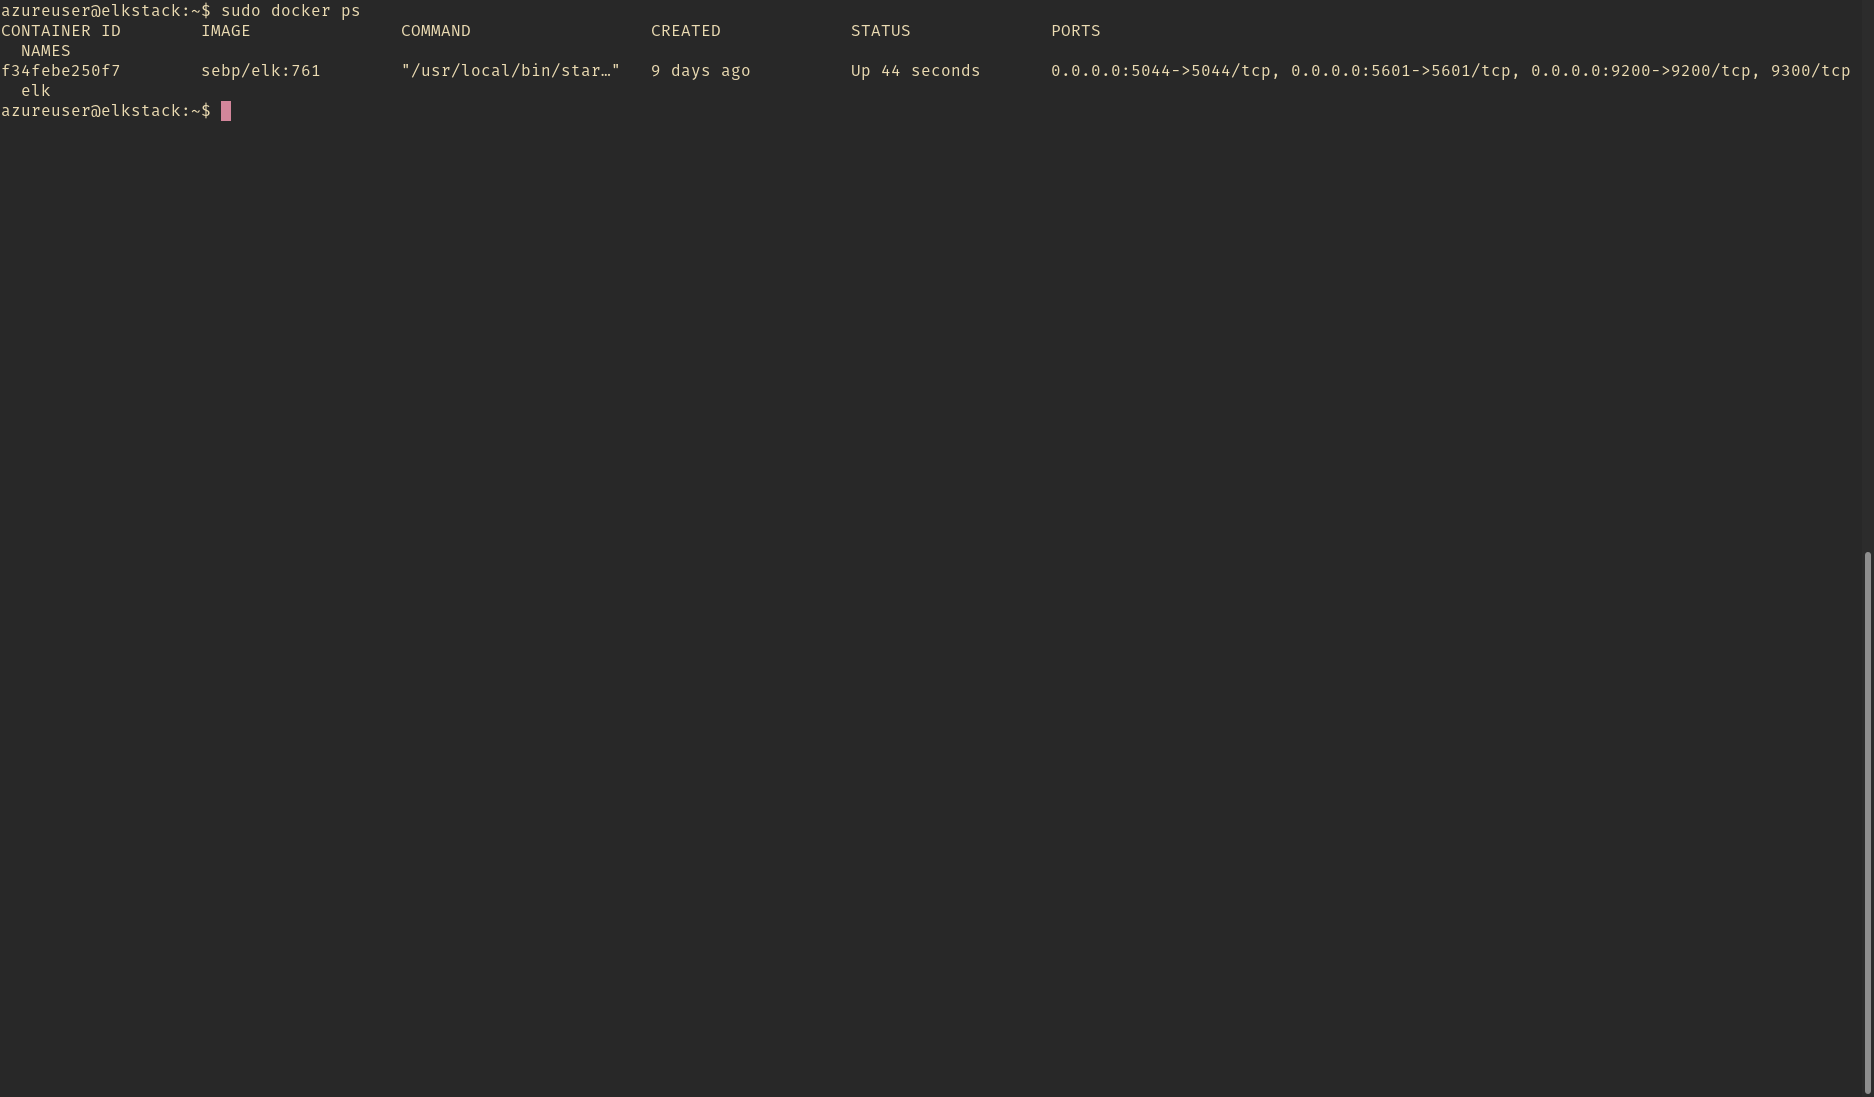 azureuser@elkstack:~$ sudo docker ps
CONTAINER ID        IMAGE               COMMAND                  CREATED             STATUS              PORTS
  NAMES
f34febe250f7        sebp/elk:761        "/usr/local/bin/star…"   9 days ago          Up 44 seconds       0.0.0.0:5044->5044/tcp, 0.0.0.0:5601->5601/tcp, 0.0.0.0:9200->9200/tcp, 9300/tcp
  elk
azureuser@elkstack:~$